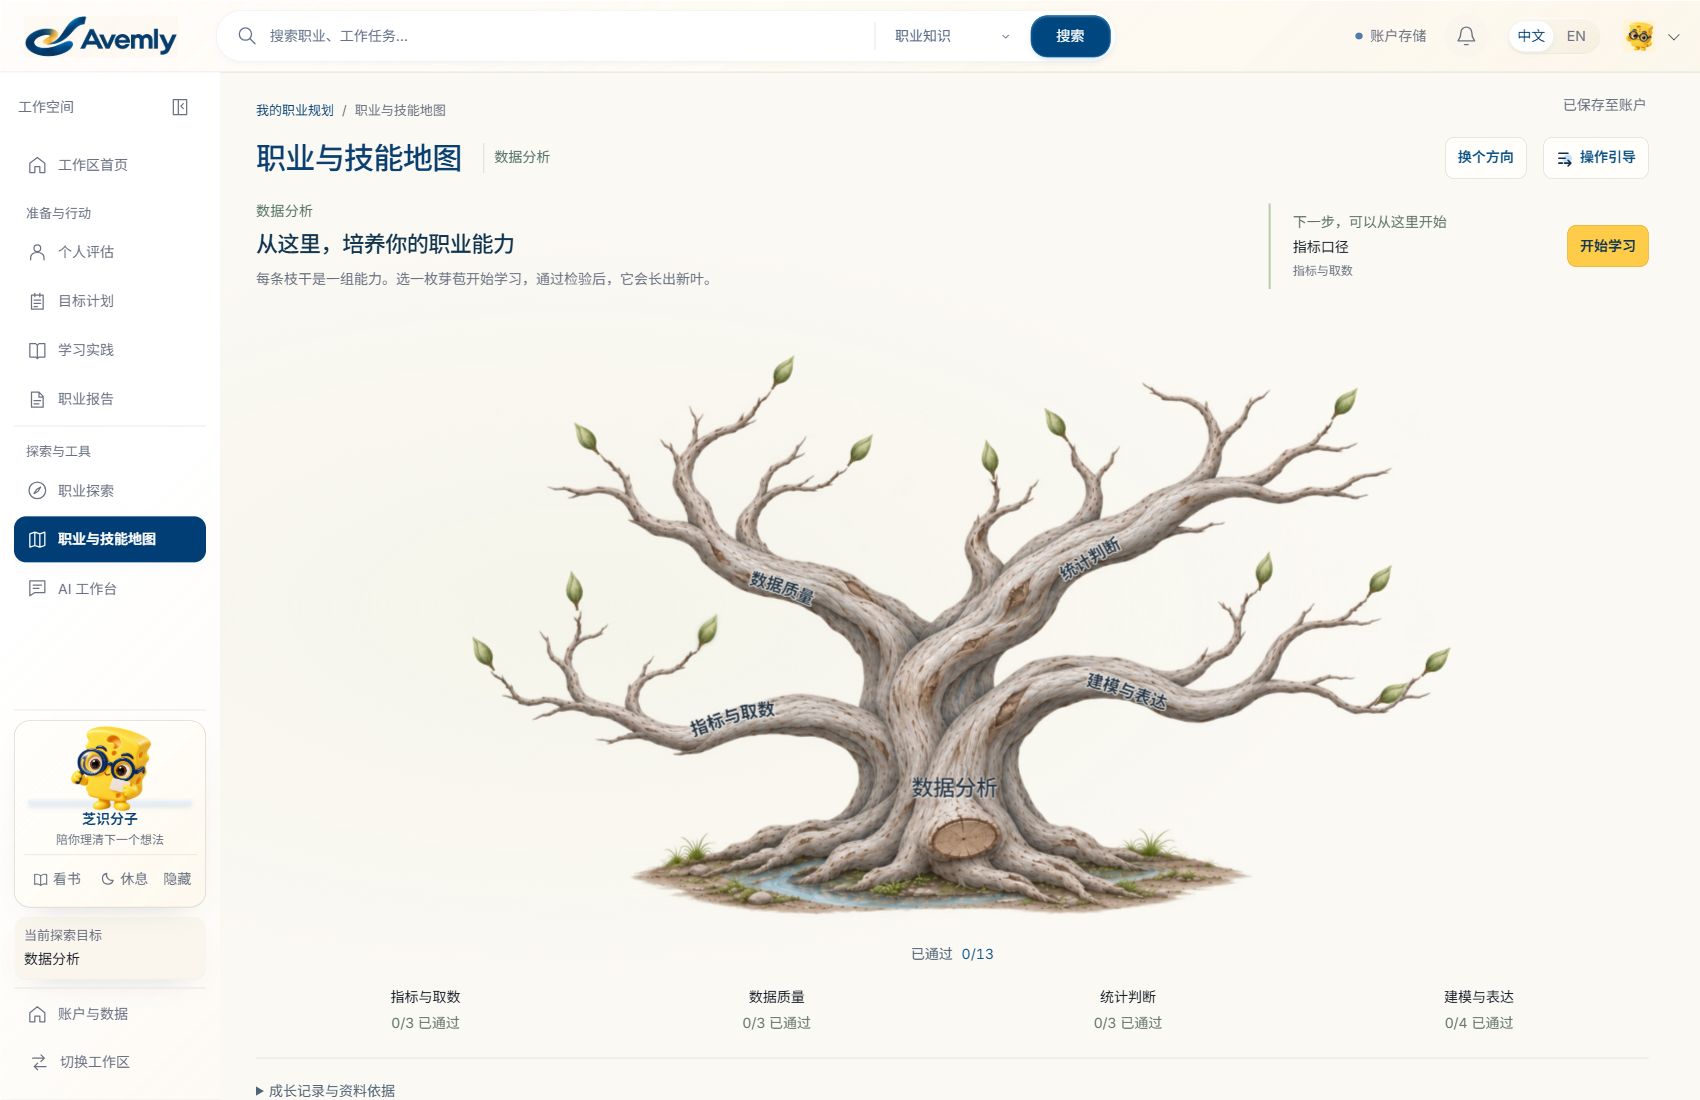 Avemly
搜索职业、工作任务...
职业知识
搜索
账户存储
中文
EN
工作空间
工作区首页
准备与行动
个人评估
目标计划
学习实践
职业报告
探索与工具
职业探索
职业与技能地图
AI 工作台
芝识分子
陪你理清下一个想法
看书
休息
隐藏
当前探索目标
数据分析
账户与数据
切换工作区
我的职业规划 / 职业与技能地图
已保存至账户
职业与技能地图
数据分析
换个方向
操作引导
数据分析
从这里，培养你的职业能力
每条枝干是一组能力。选一枚芽苞开始学习，通过检验后，它会长出新叶。
下一步，可以从这里开始
指标口径
指标与取数
开始学习
数据质量
统计判断
指标与取数
建模与表达
数据分析
已通过 0/13
指标与取数
0/3 已通过
数据质量
0/3 已通过
统计判断
0/3 已通过
建模与表达
0/4 已通过
成长记录与资料依据